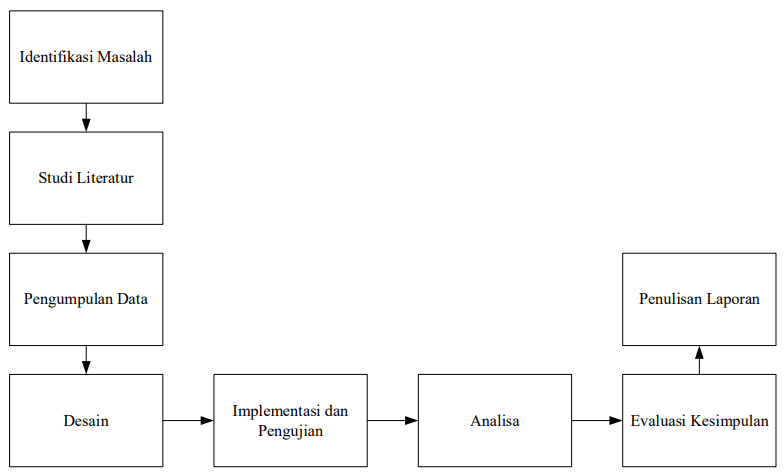 Identifikasi Masalah
Studi Literatur
Pengumpulan Data
Desain
Implementasi dan
Pengujian
Analisa
Evaluasi Kesimpulan
Penulisan Laporan